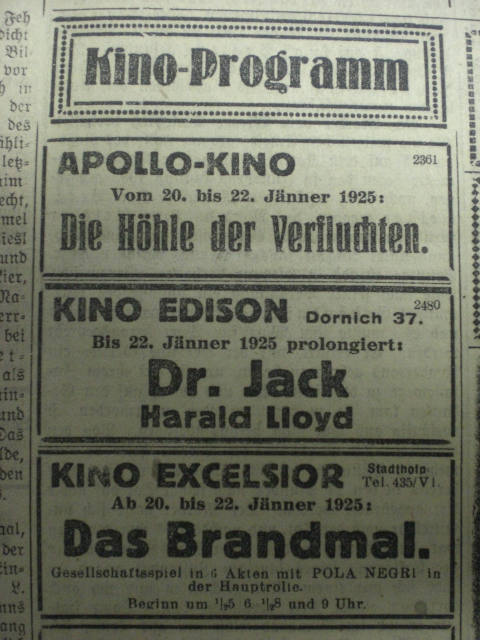 Kino-Programm
APOLLO-KINO 2361
Vom 20. bis 22. Jänner 1925:
Die Höhle der Verfluchten.
KINO EDISON Dornich 37. 2480
Bis 22. Jänner 1925 prolongiert:
Dr. Jack
Harald Lloyd
KINO EXCELSIOR Stadtholn Tel. 435/VI.
Ab 20. bis 22. Jänner 1925:
Das Brandmal.
Gesellschaftsspiel in 6 Akten mit POLA NEGRI in
der Hauptrolle.
Beginn um ½5 6 ½8 und 9 Uhr.